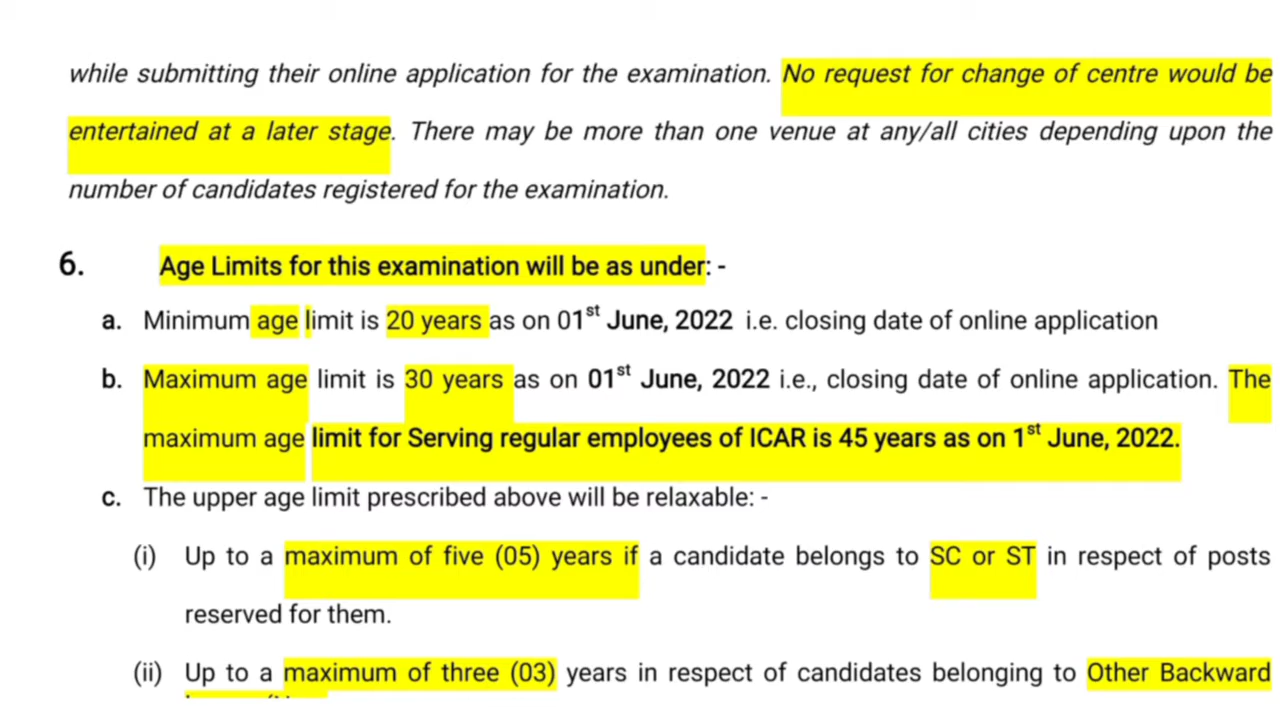 while submitting their online application for the examination. No request for change of centre would be
entertained at a later stage. There may be more than one venue at any/all cities depending upon the
number of candidates registered for the examination.
6. Age Limits for this examination will be as under: -
a. Minimum age limit is 20 years as on 01st June, 2022 i.e. closing date of online application
b. Maximum age limit is 30 years as on 01st June, 2022 i.e., closing date of online application. The
maximum age limit for Serving regular employees of ICAR is 45 years as on 1st June, 2022.
c. The upper age limit prescribed above will be relaxable: -
(i) Up to a maximum of five (05) years if a candidate belongs to SC or ST in respect of posts
reserved for them.
(ii) Up to a maximum of three (03) years in respect of candidates belonging to Other Backward